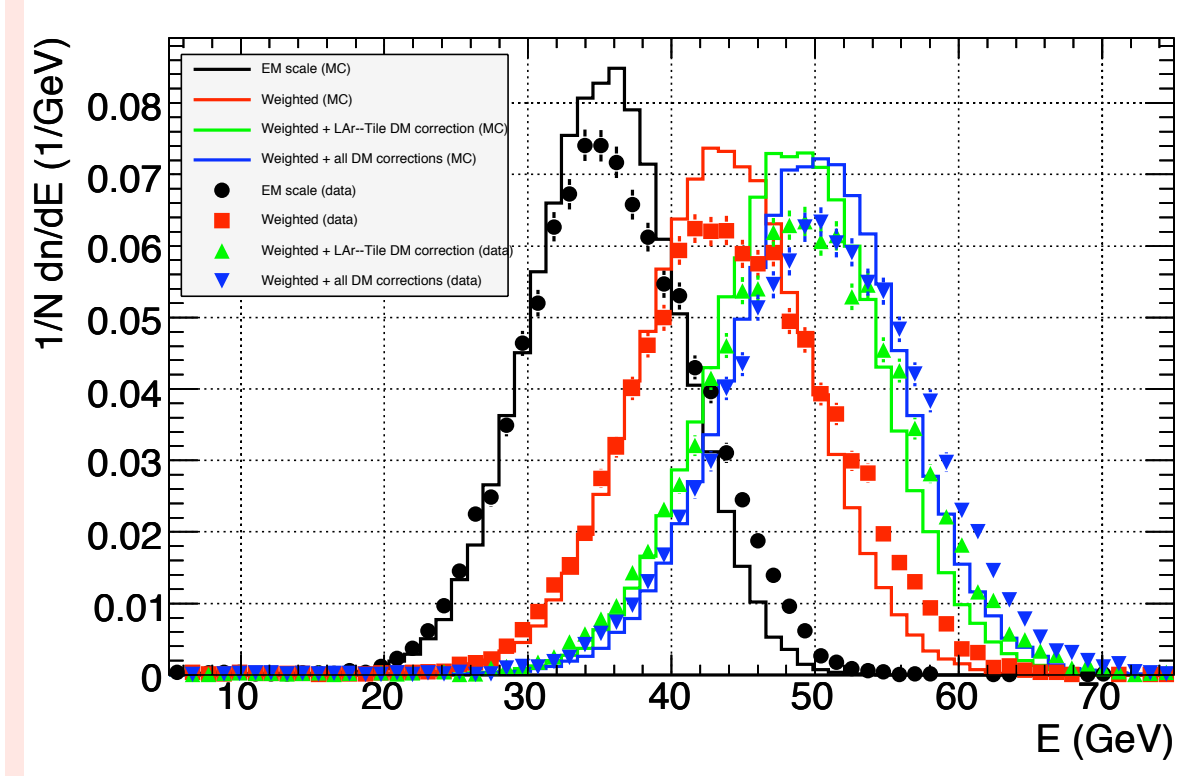 1/N dn/dE (1/GeV)
EM scale (MC)
Weighted (MC)
Weighted + LAr--Tile DM correction (MC)
Weighted + all DM corrections (MC)
EM scale (data)
Weighted (data)
Weighted + LAr--Tile DM correction (data)
Weighted + all DM corrections (data)
0.08
0.07
0.06
0.05
0.04
0.03
0.02
0.01
0
10 20 30 40 50 60 70
E (GeV)